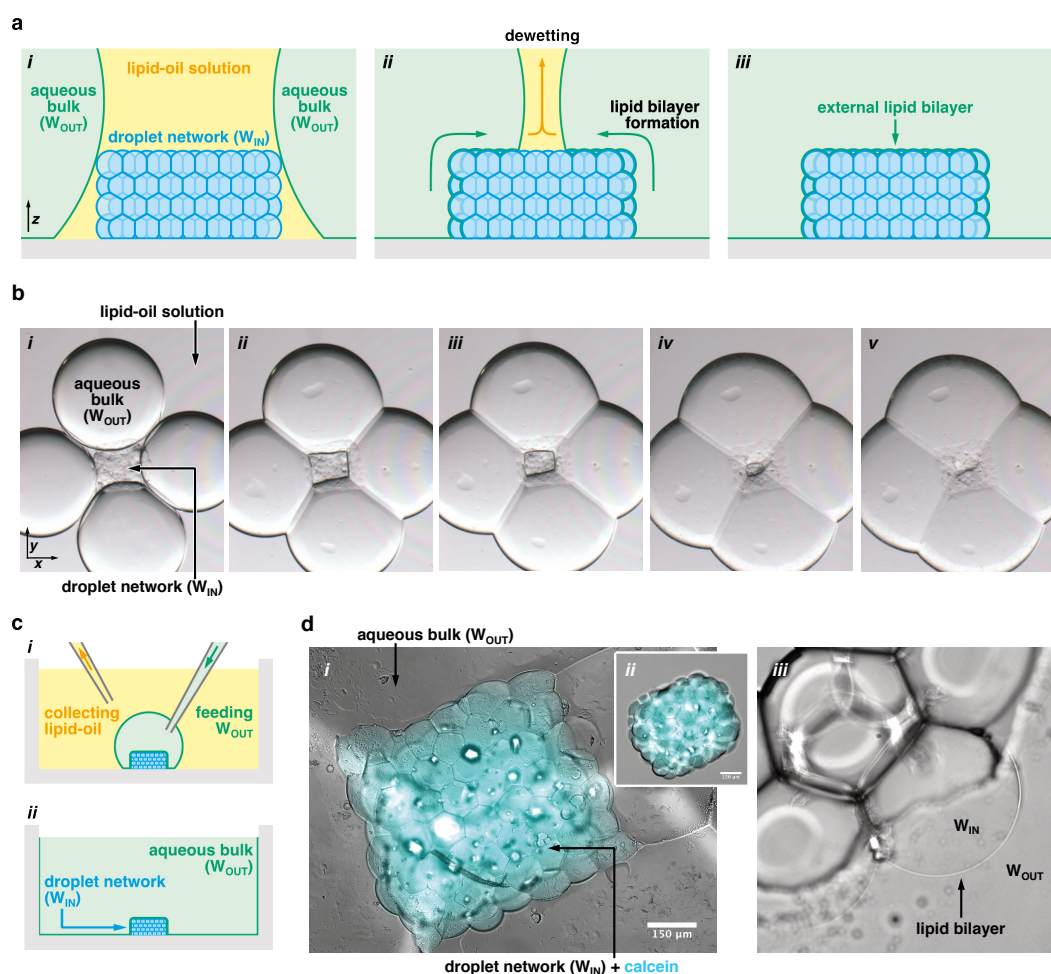 a
i
lipid-oil solution
aqueous
bulk
(WOUT)
aqueous
bulk
(WOUT)
droplet network (WIN)
z
dewetting
ii
lipid bilayer
formation
iii
external lipid bilayer
b
lipid-oil solution
i
aqueous
bulk
(WOUT)
y
x
droplet network (WIN)
ii
iii
iv
v
c
i
collecting
lipid-oil
feeding
WOUT
ii
aqueous bulk
(WOUT)
droplet network
(WIN)
d
aqueous bulk (WOUT)
i
150 µm
droplet network (WIN) + calcein
ii
150 µm
iii
WIN
WOUT
lipid bilayer